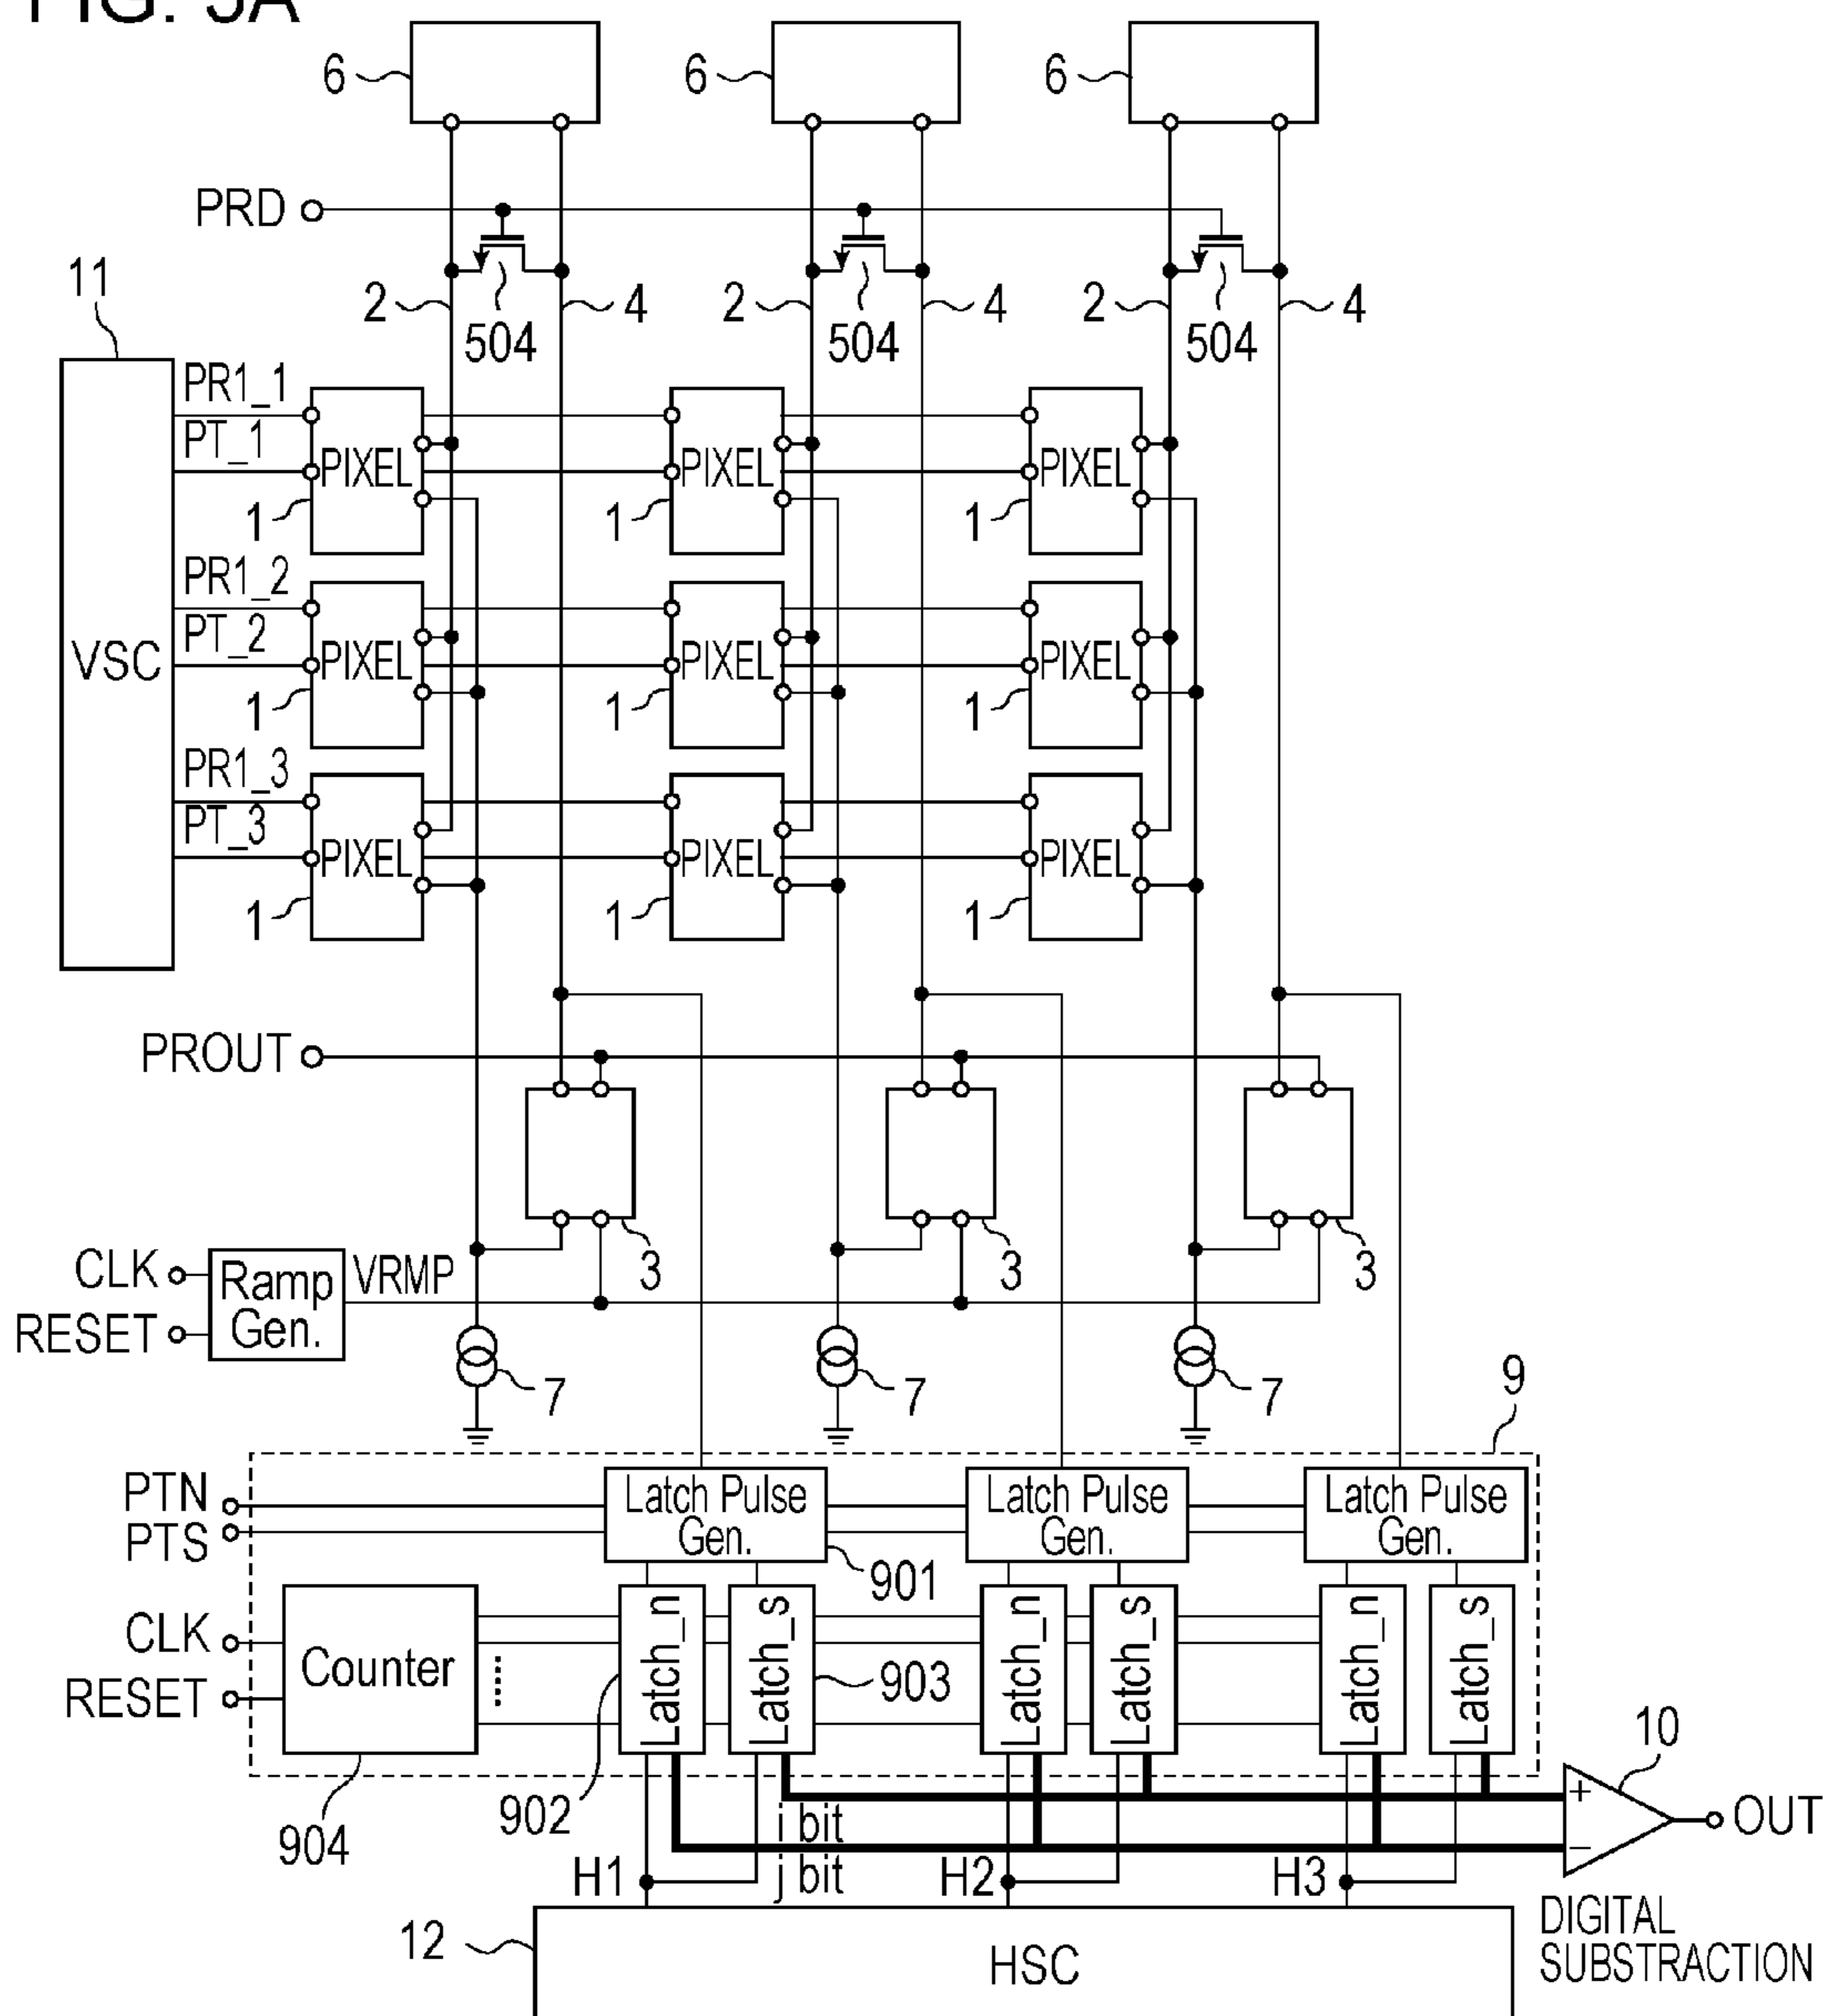 FIG. 5A
6 6 6
PRD
11
2 4 2 4 2 4
504 504 504
PR1_1
PT_1
PIXEL PIXEL PIXEL
1 1 1
PR1_2
PT_2
VSC
PIXEL PIXEL PIXEL
1 1 1
PR1_3
PT_3
PIXEL PIXEL PIXEL
1 1 1
PROUT
3 3 3
CLK
RESET
Ramp
Gen.
VRMP
7 7 7
9
PTN
PTS
Latch Pulse
Gen.
Latch Pulse
Gen.
Latch Pulse
Gen.
901
CLK
RESET
Counter
Latch_n Latch_s Latch_n Latch_s Latch_n Latch_s
903
902
904
10
+
−
OUT
j bit
j bit
H1 H2 H3
12
HSC
DIGITAL
SUBSTRACTION